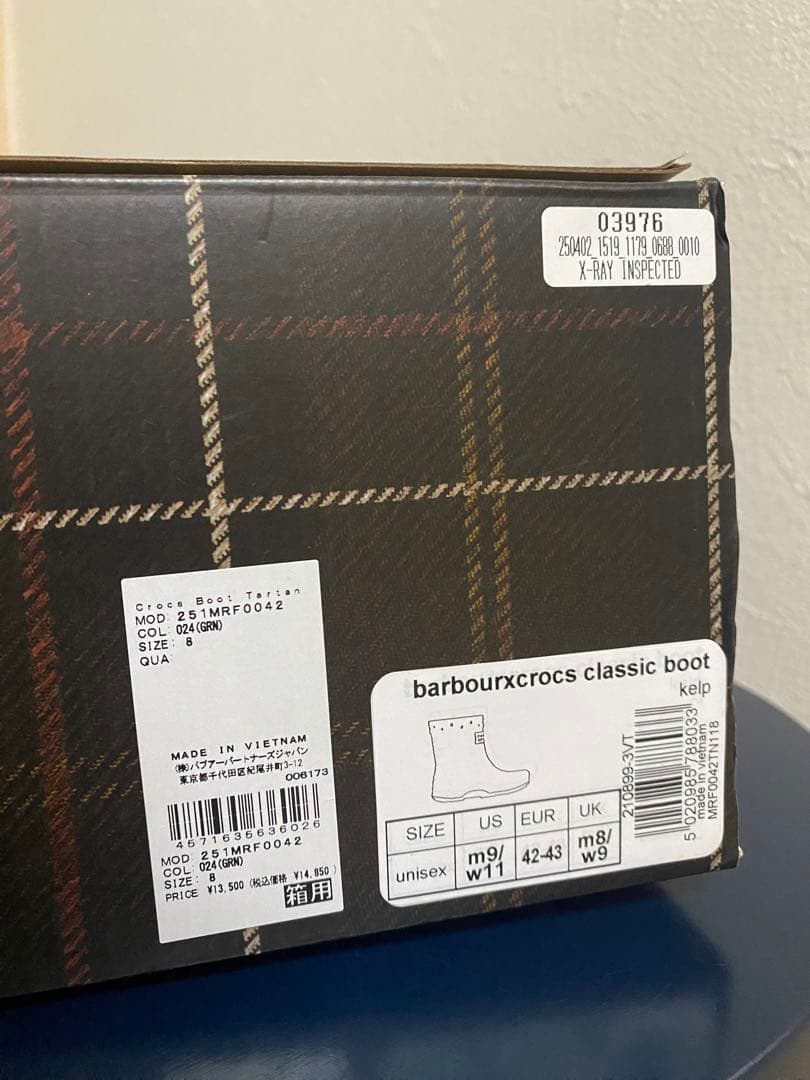 03976
250402_1519_1179_0688_0010
X-RAY INSPECTED
Crocs Boot Tartan
MOD: 251MRF0042
COL: 024(GRN)
SIZE: 8
QUA:
MADE IN VIETNAM
(株)バブアーパートナーズジャパン
東京都千代田区紀尾井町3-12
006173
4571635636026
MOD: 251MRF0042
COL: 024(GRN)
SIZE: 8
PRICE ¥13,500 (税込価格 ¥14,850)
箱用
barbourxcrocs classic boot
kelp
SIZE US EUR UK
unisex m9/w11 42-43 m8/w9
210899-3VT
5 020985 788033
made in vietnam
MRF0042TN118